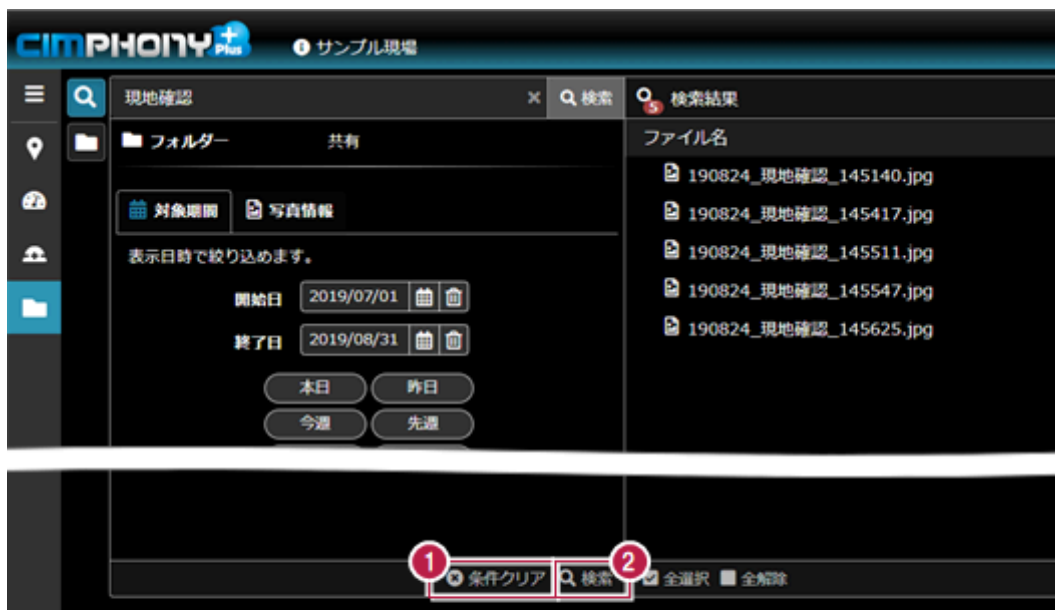 CIMPHONY Plus
サンプル現場
現地確認
検索
5
検索結果
フォルダー 共有
ファイル名
対象期間
写真情報
表示日時で絞り込めます。
開始日 2019/07/01
終了日 2019/08/31
本日 昨日
今週 先週
190824_現地確認_145140.jpg
190824_現地確認_145417.jpg
190824_現地確認_145511.jpg
190824_現地確認_145547.jpg
190824_現地確認_145625.jpg
1
条件クリア
2
検索
全選択 全解除